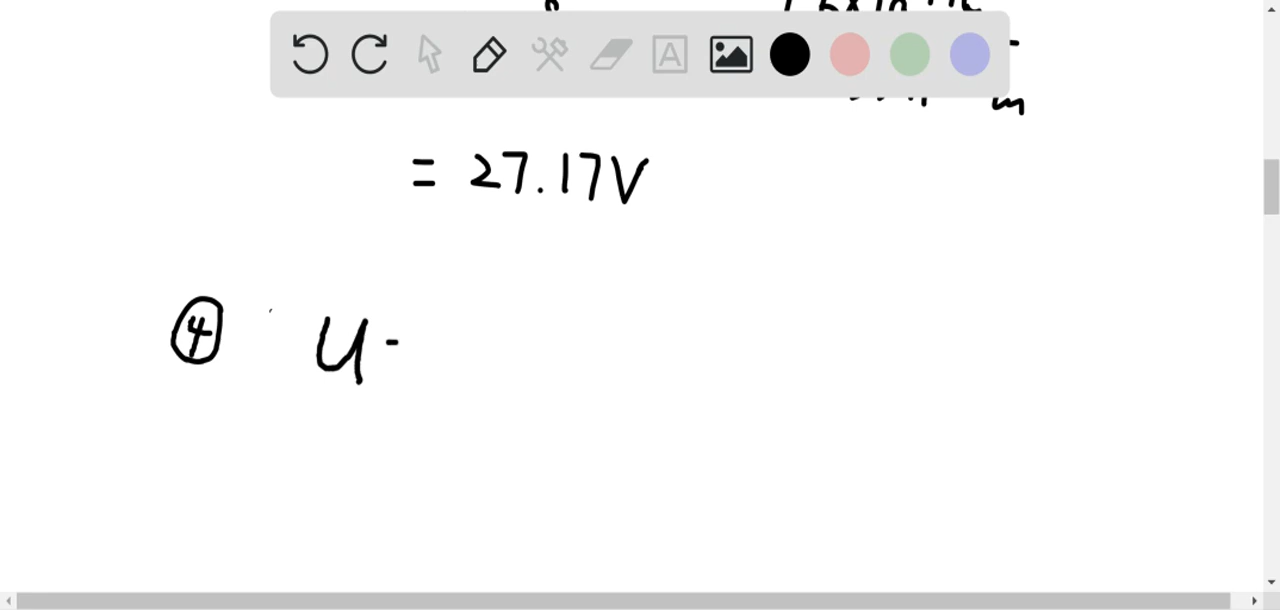 A
m
= 27.17V
④ U-